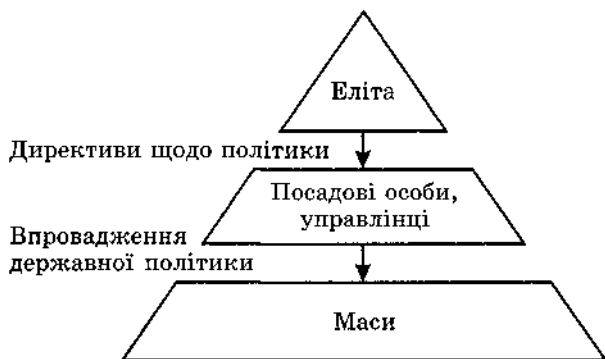 Еліта
Директиви щодо політики
Посадові особи,
управлінці
Впровадження
державної політики
Маси